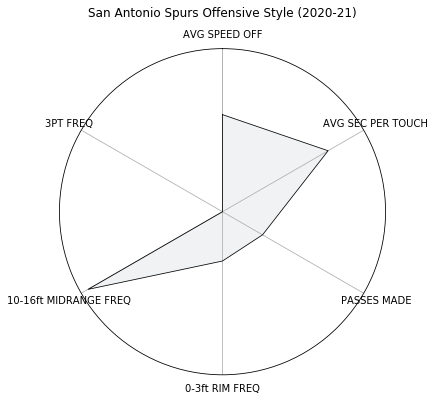 San Antonio Spurs Offensive Style (2020-21)
AVG SPEED OFF
3PT FREQ
AVG SEC PER TOUCH
10-16ft MIDRANGE FREQ
PASSES MADE
0-3ft RIM FREQ